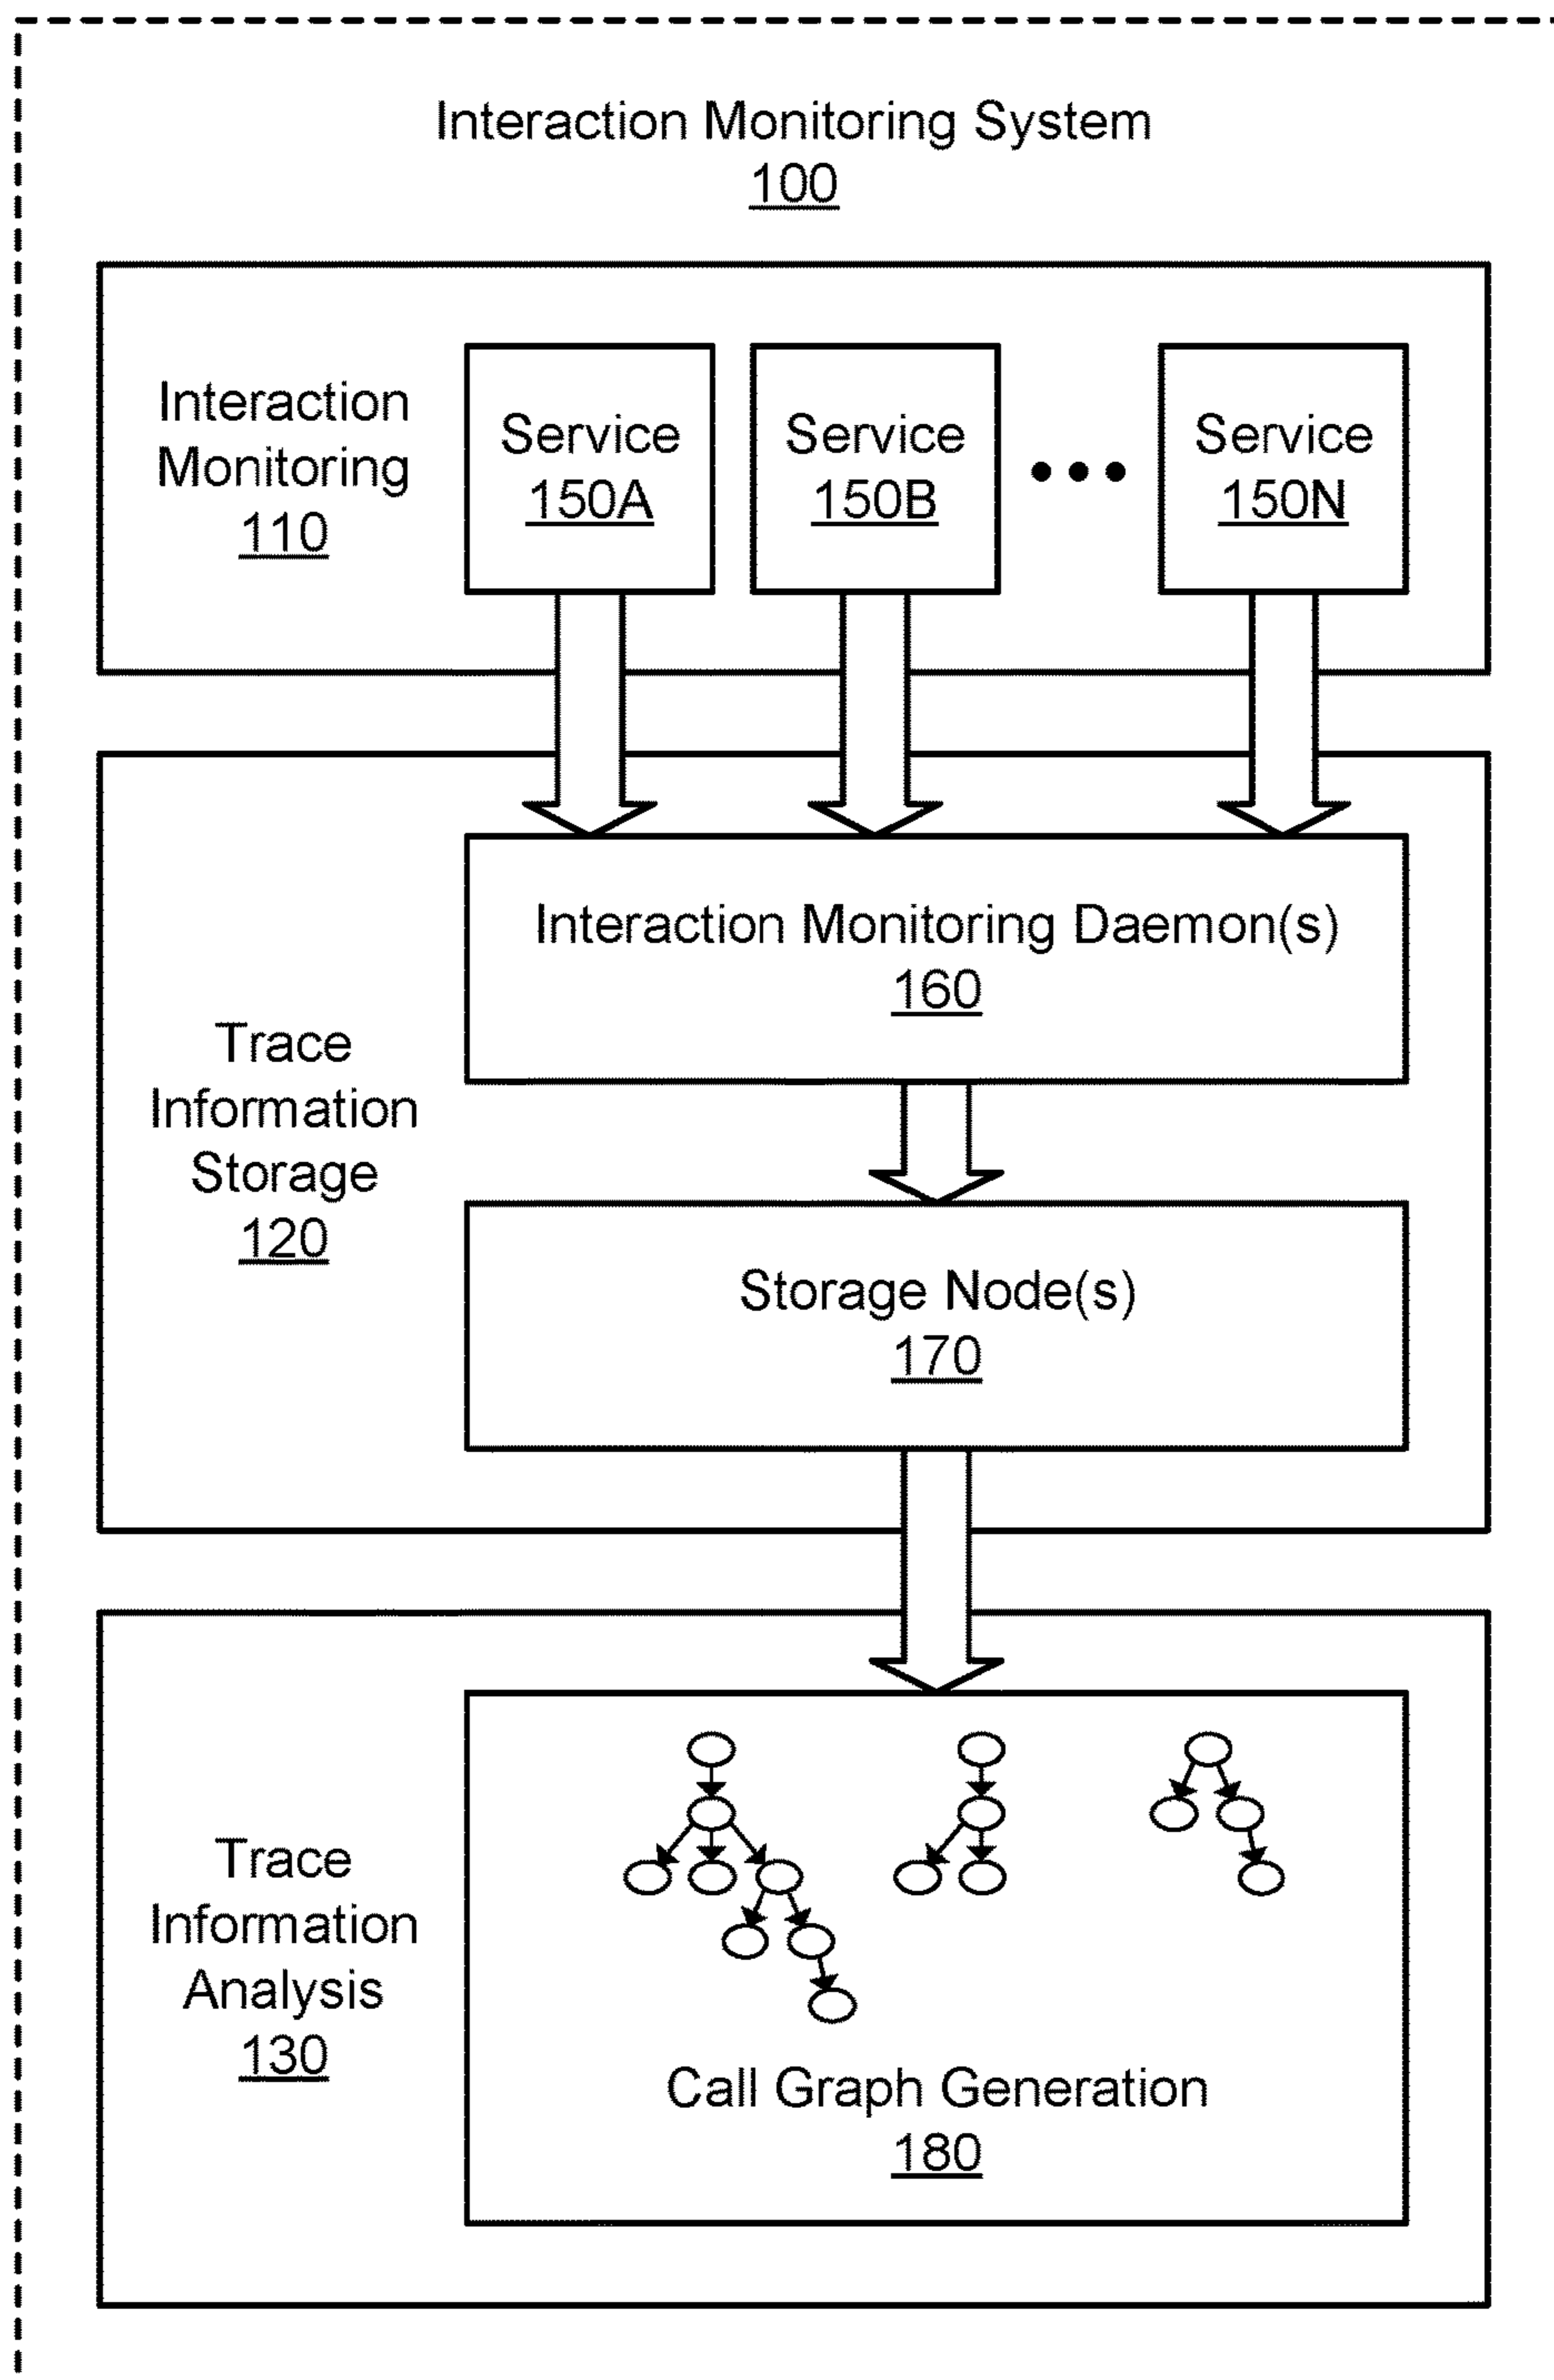 Interaction Monitoring System
100
Interaction
Monitoring
110
Service
150A
Service
150B
Service
150N
Interaction Monitoring Daemon(s)
160
Trace
Information
Storage
120
Storage Node(s)
170
Trace
Information
Analysis
130
Call Graph Generation
180